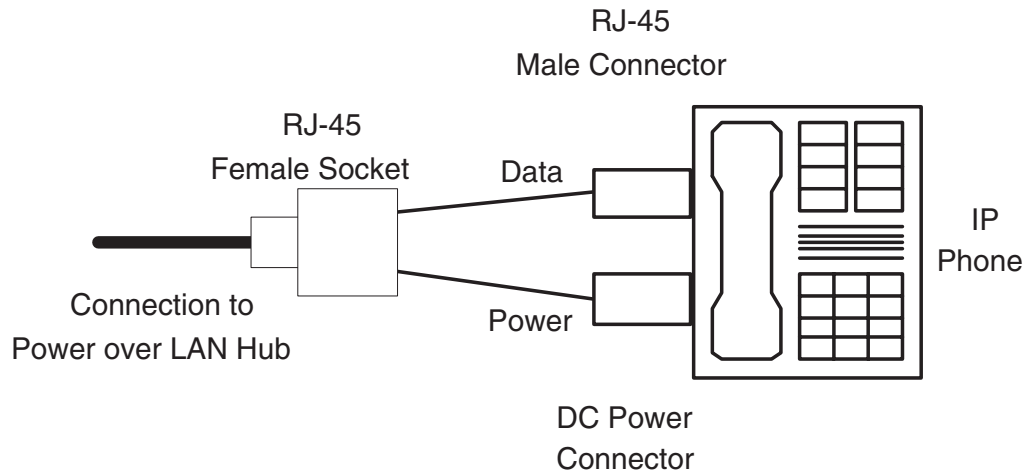 RJ-45
Male Connector
RJ-45
Female Socket
Data
IP
Phone
Connection to
Power over LAN Hub
Power
DC Power
Connector